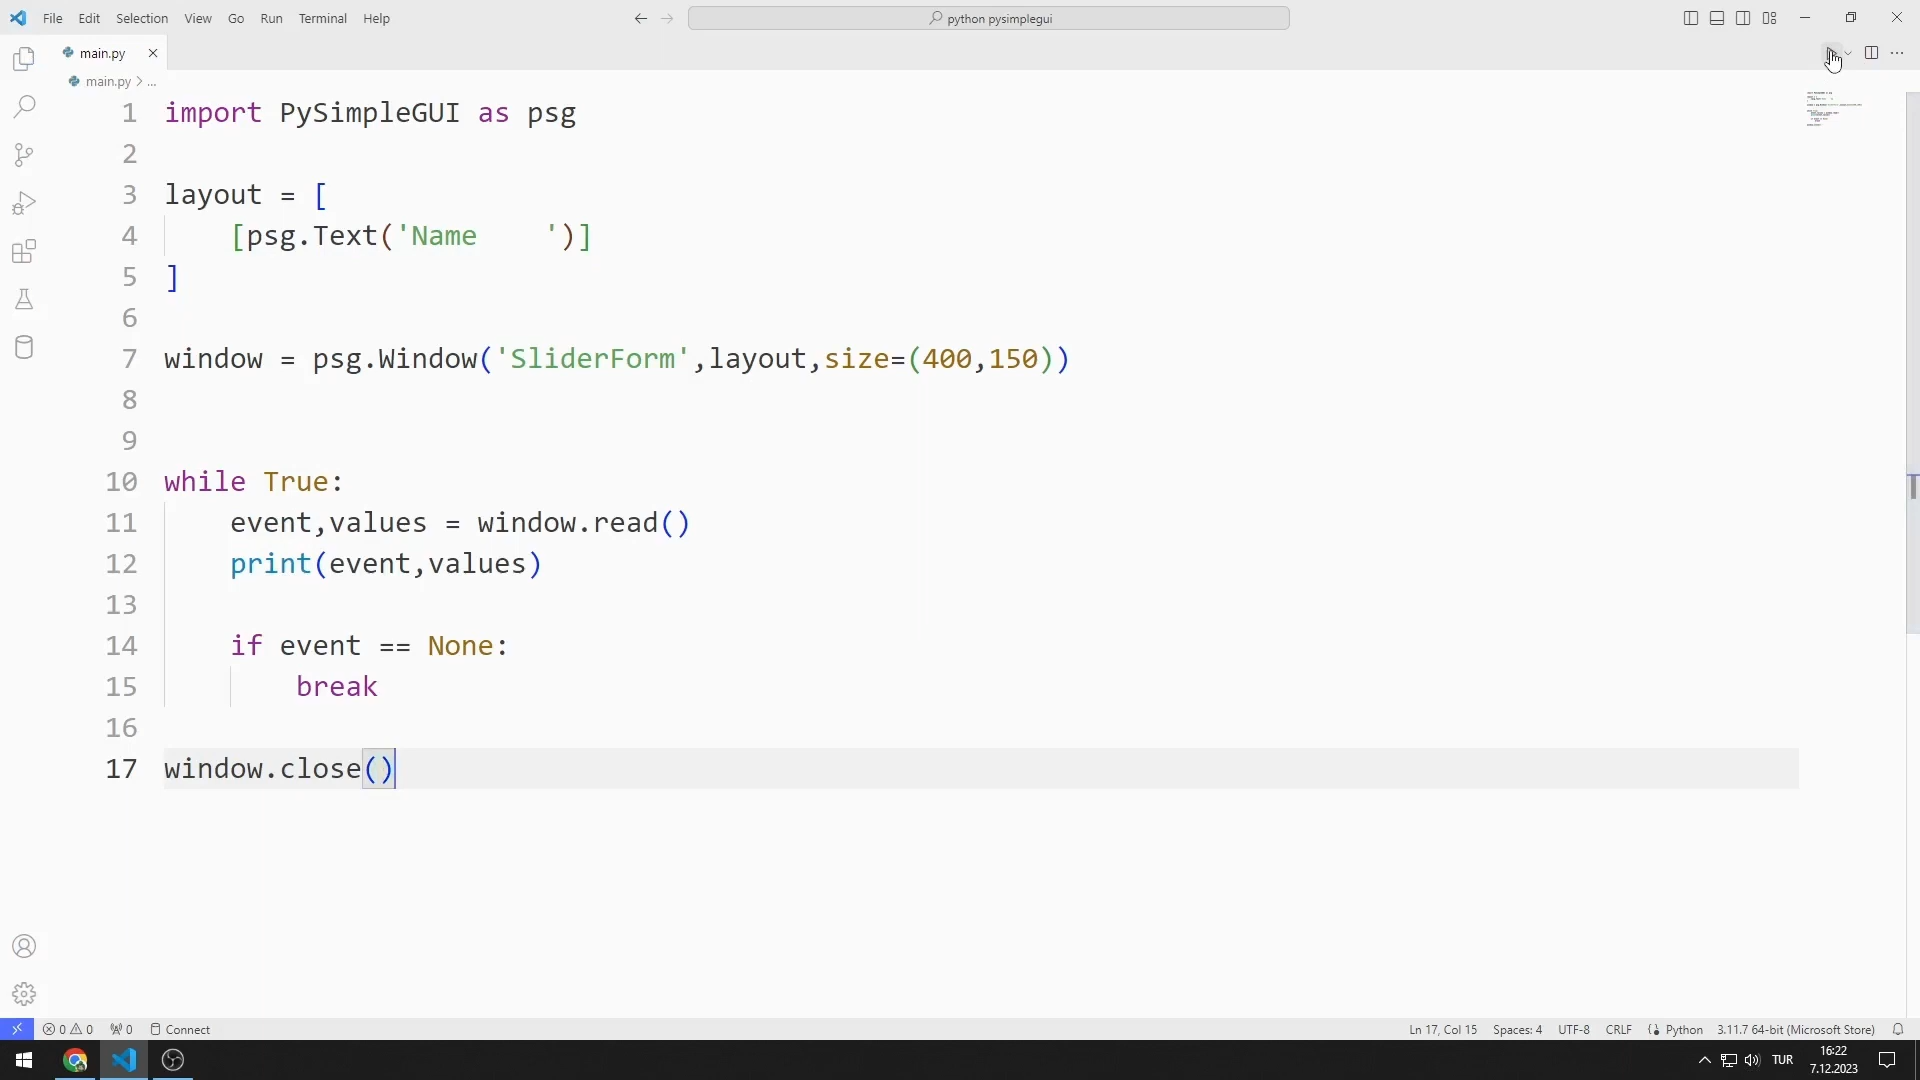 File Edit Selection View Go Run Terminal Help
python pysimplegui
main.py
main.py > ...
1 import PySimpleGUI as psg
2
3 layout = [
4     [psg.Text('Name    ')]
5 ]
6
7 window = psg.Window('SliderForm',layout,size=(400,150))
8
9
10 while True:
11     event,values = window.read()
12     print(event,values)
13
14     if event == None:
15         break
16
17 window.close()
0 0 0 Connect Ln 17, Col 15 Spaces: 4 UTF-8 CRLF Python 3.11.7 64-bit (Microsoft Store)
TUR 16:22
7.12.2023